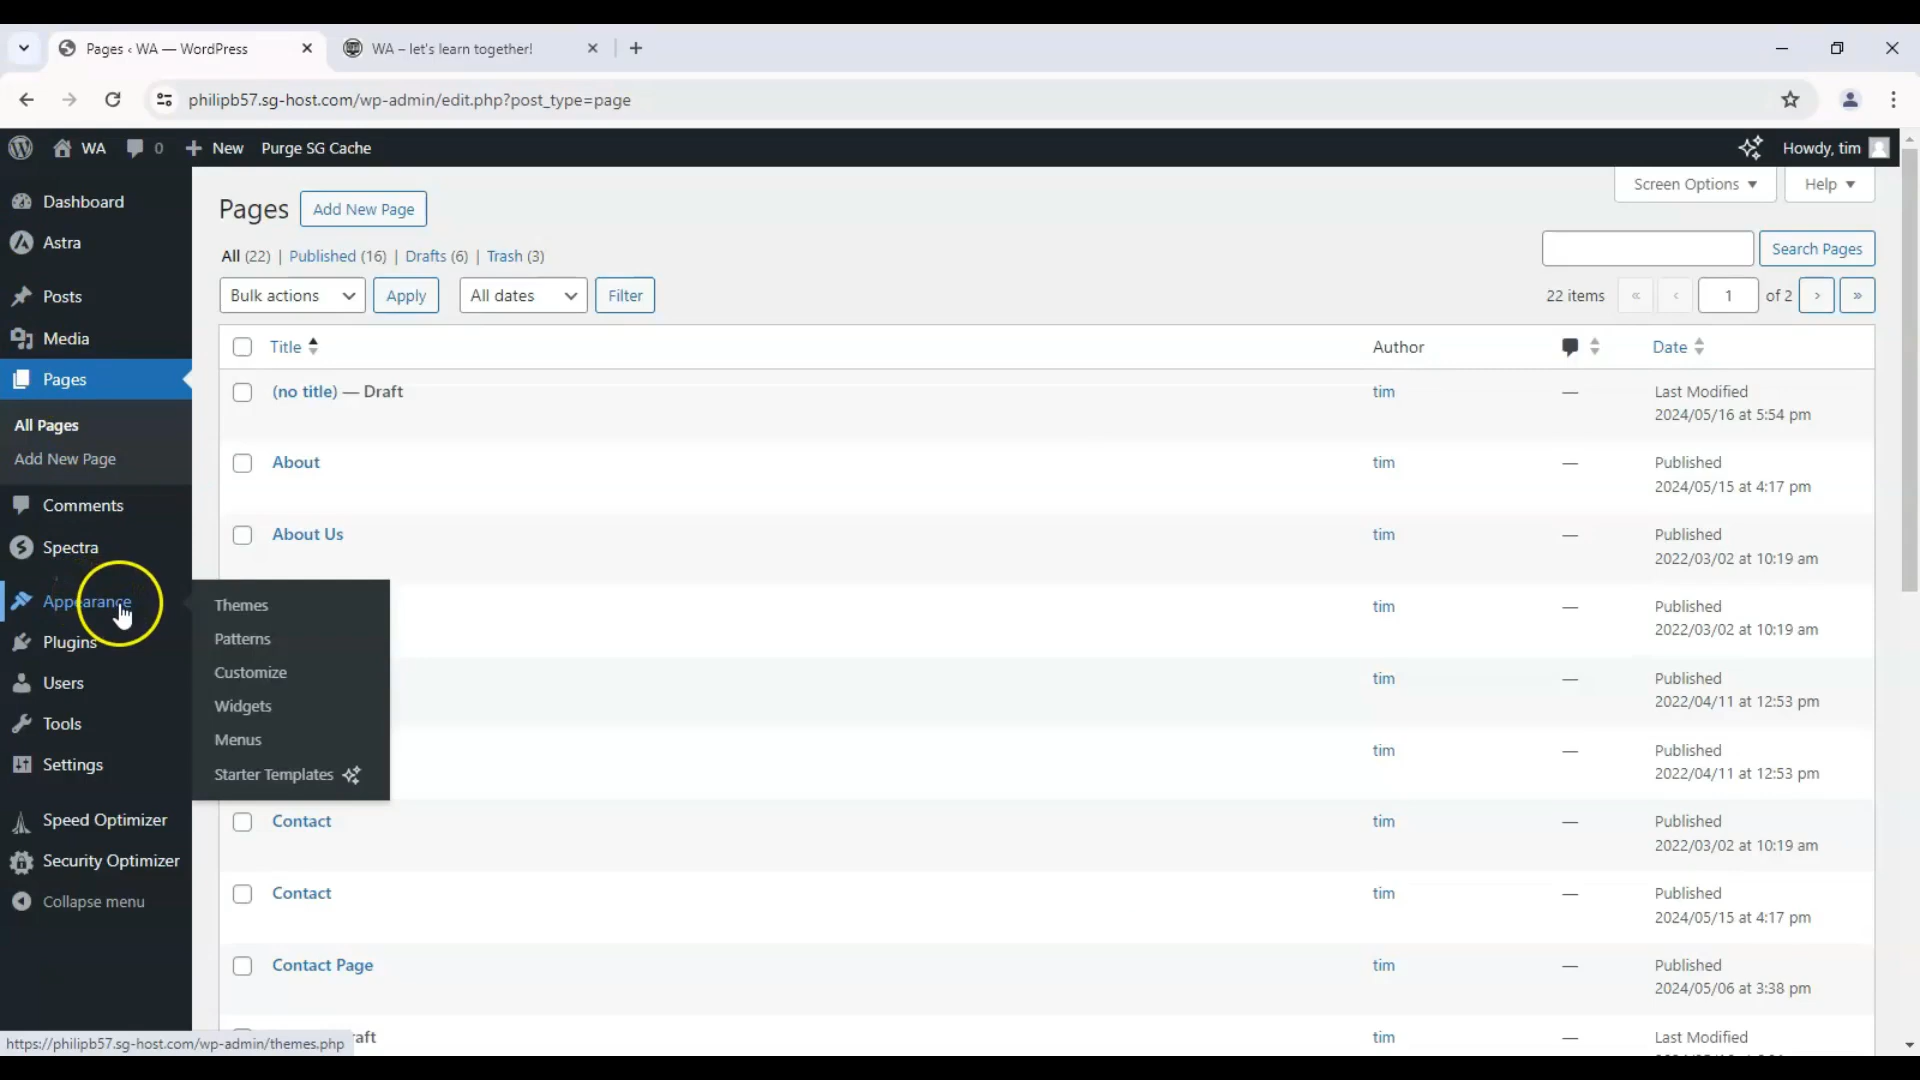 Pages ‹ WA — WordPress
WA – let's learn together!
philipb57.sg-host.com/wp-admin/edit.php?post_type=page
WA 0 New Purge SG Cache
Howdy, tim
Dashboard
Astra
Posts
Media
Pages
All Pages
Add New Page
Comments
Spectra
Appearance
Plugins
Users
Tools
Settings
Speed Optimizer
Security Optimizer
Collapse menu
Themes
Patterns
Customize
Widgets
Menus
Starter Templates
Pages Add New Page
Screen Options Help
All (22) | Published (16) | Drafts (6) | Trash (3)
Search Pages
Bulk actions Apply All dates Filter
22 items « ‹ 1 of 2 › »
Title Author Date
(no title) — Draft tim — Last Modified
2024/05/16 at 5:54 pm
About tim — Published
2024/05/15 at 4:17 pm
About Us tim — Published
2022/03/02 at 10:19 am
tim — Published
2022/03/02 at 10:19 am
tim — Published
2022/04/11 at 12:53 pm
tim — Published
2022/04/11 at 12:53 pm
Contact tim — Published
2022/03/02 at 10:19 am
Contact tim — Published
2024/05/15 at 4:17 pm
Contact Page tim — Published
2024/05/06 at 3:38 pm
tim — Last Modified
https://philipb57.sg-host.com/wp-admin/themes.php